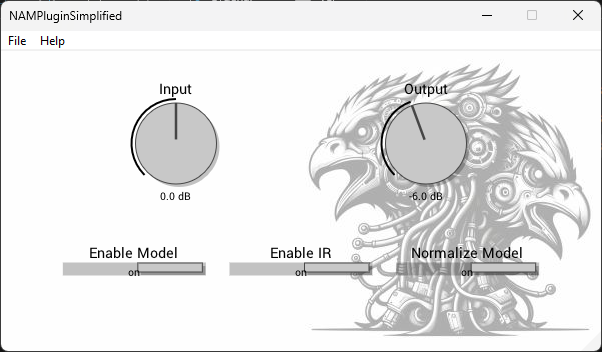 NAMPluginSimplified
File Help
Input Output
0.0 dB -6.0 dB
Enable Model Enable IR Normalize Model
on on on